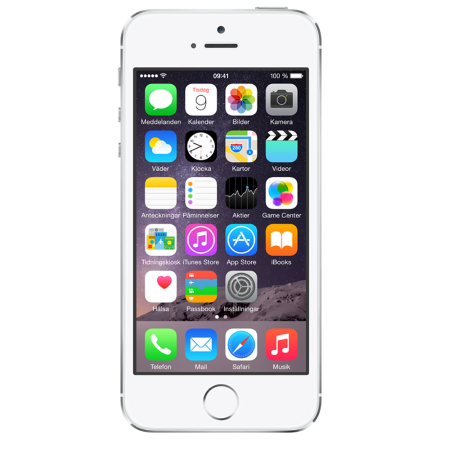 09:41 100 %
Tisdag
9
Meddelanden Kalender Bilder Kamera
280
Väder Klocka Kartor Videor
Anteckningar Påminnelser Aktier Game Center
Tidningskiosk iTunes Store App Store iBooks
Hälsa Passbook Inställningar
Telefon Mail Safari Musik